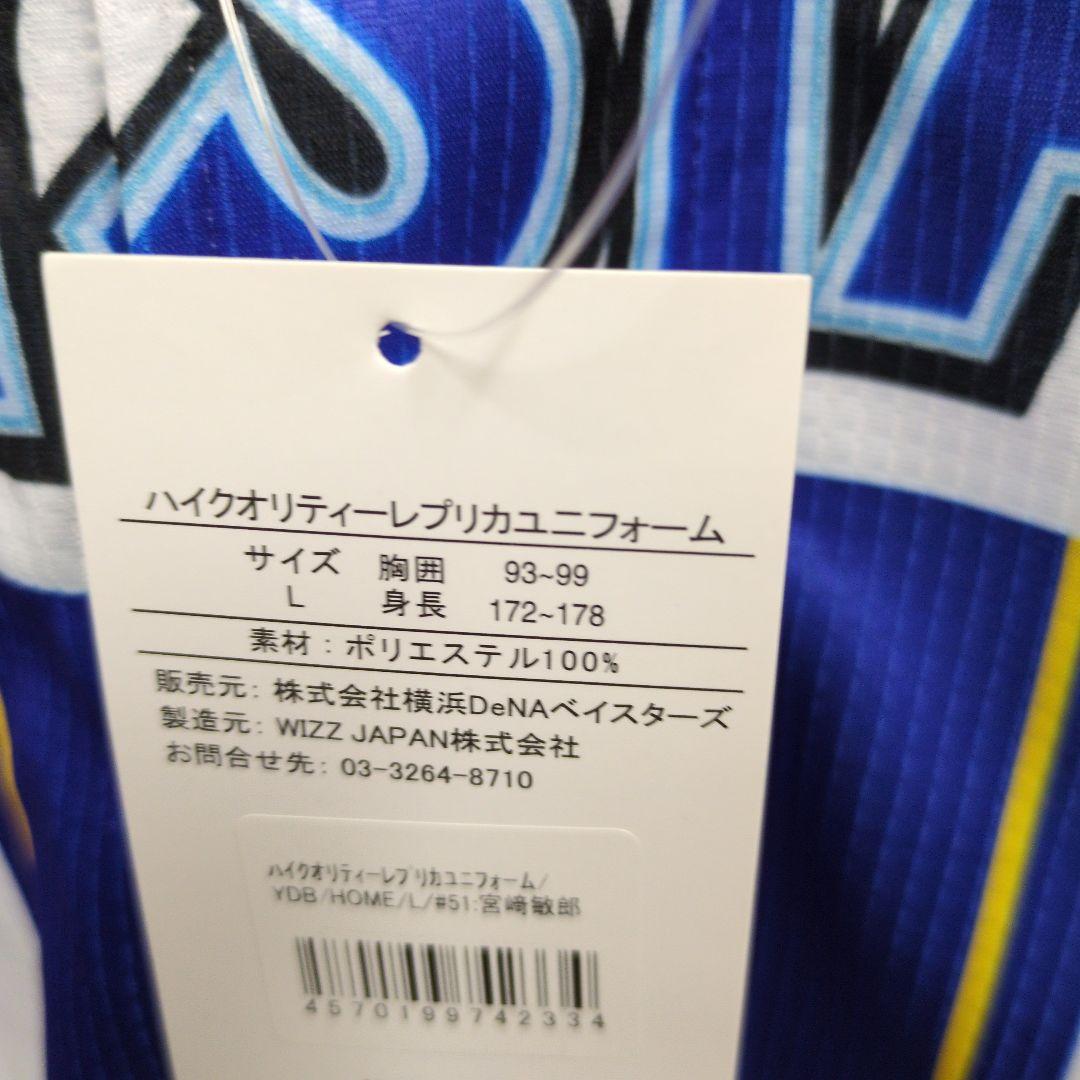 ハイクオリティーレプリカユニフォーム
サイズ 胸囲 93~99
L 身長 172~178
素材：ポリエステル100%
販売元：株式会社横浜DeNAベイスターズ
製造元：WIZZ JAPAN株式会社
お問合せ先：03-3264-8710
ﾊｲｸｵﾘﾃｨｰﾚﾌﾟﾘｶﾕﾆﾌｫｰﾑ/
YDB/HOME/L/#51:宮﨑敏郎
4570199742334